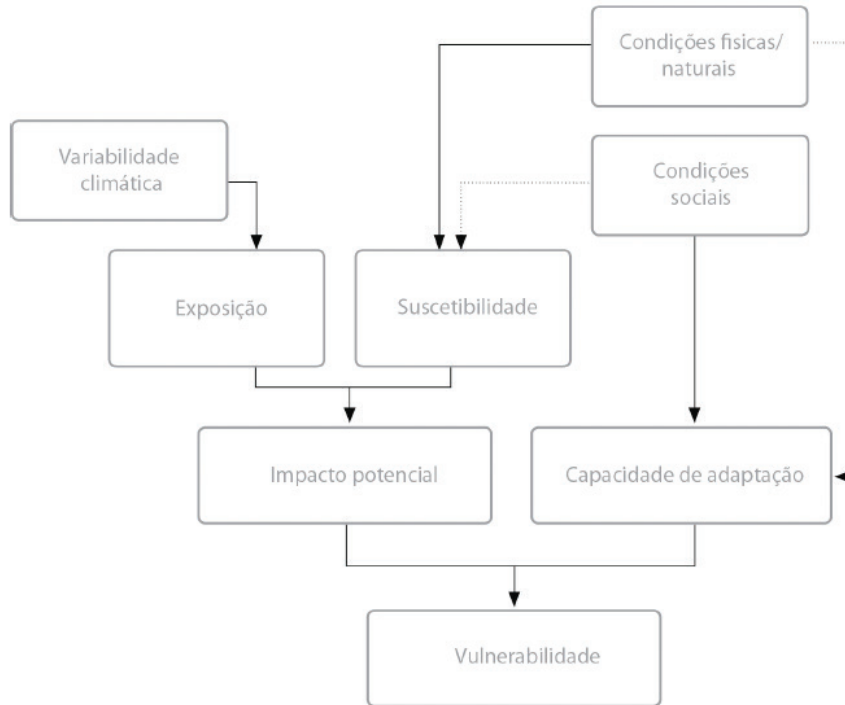 Condições fisicas/
naturais
Variabilidade
climática
Condições
sociais
Exposição
Suscetibilidade
Impacto potencial
Capacidade de adaptação
Vulnerabilidade